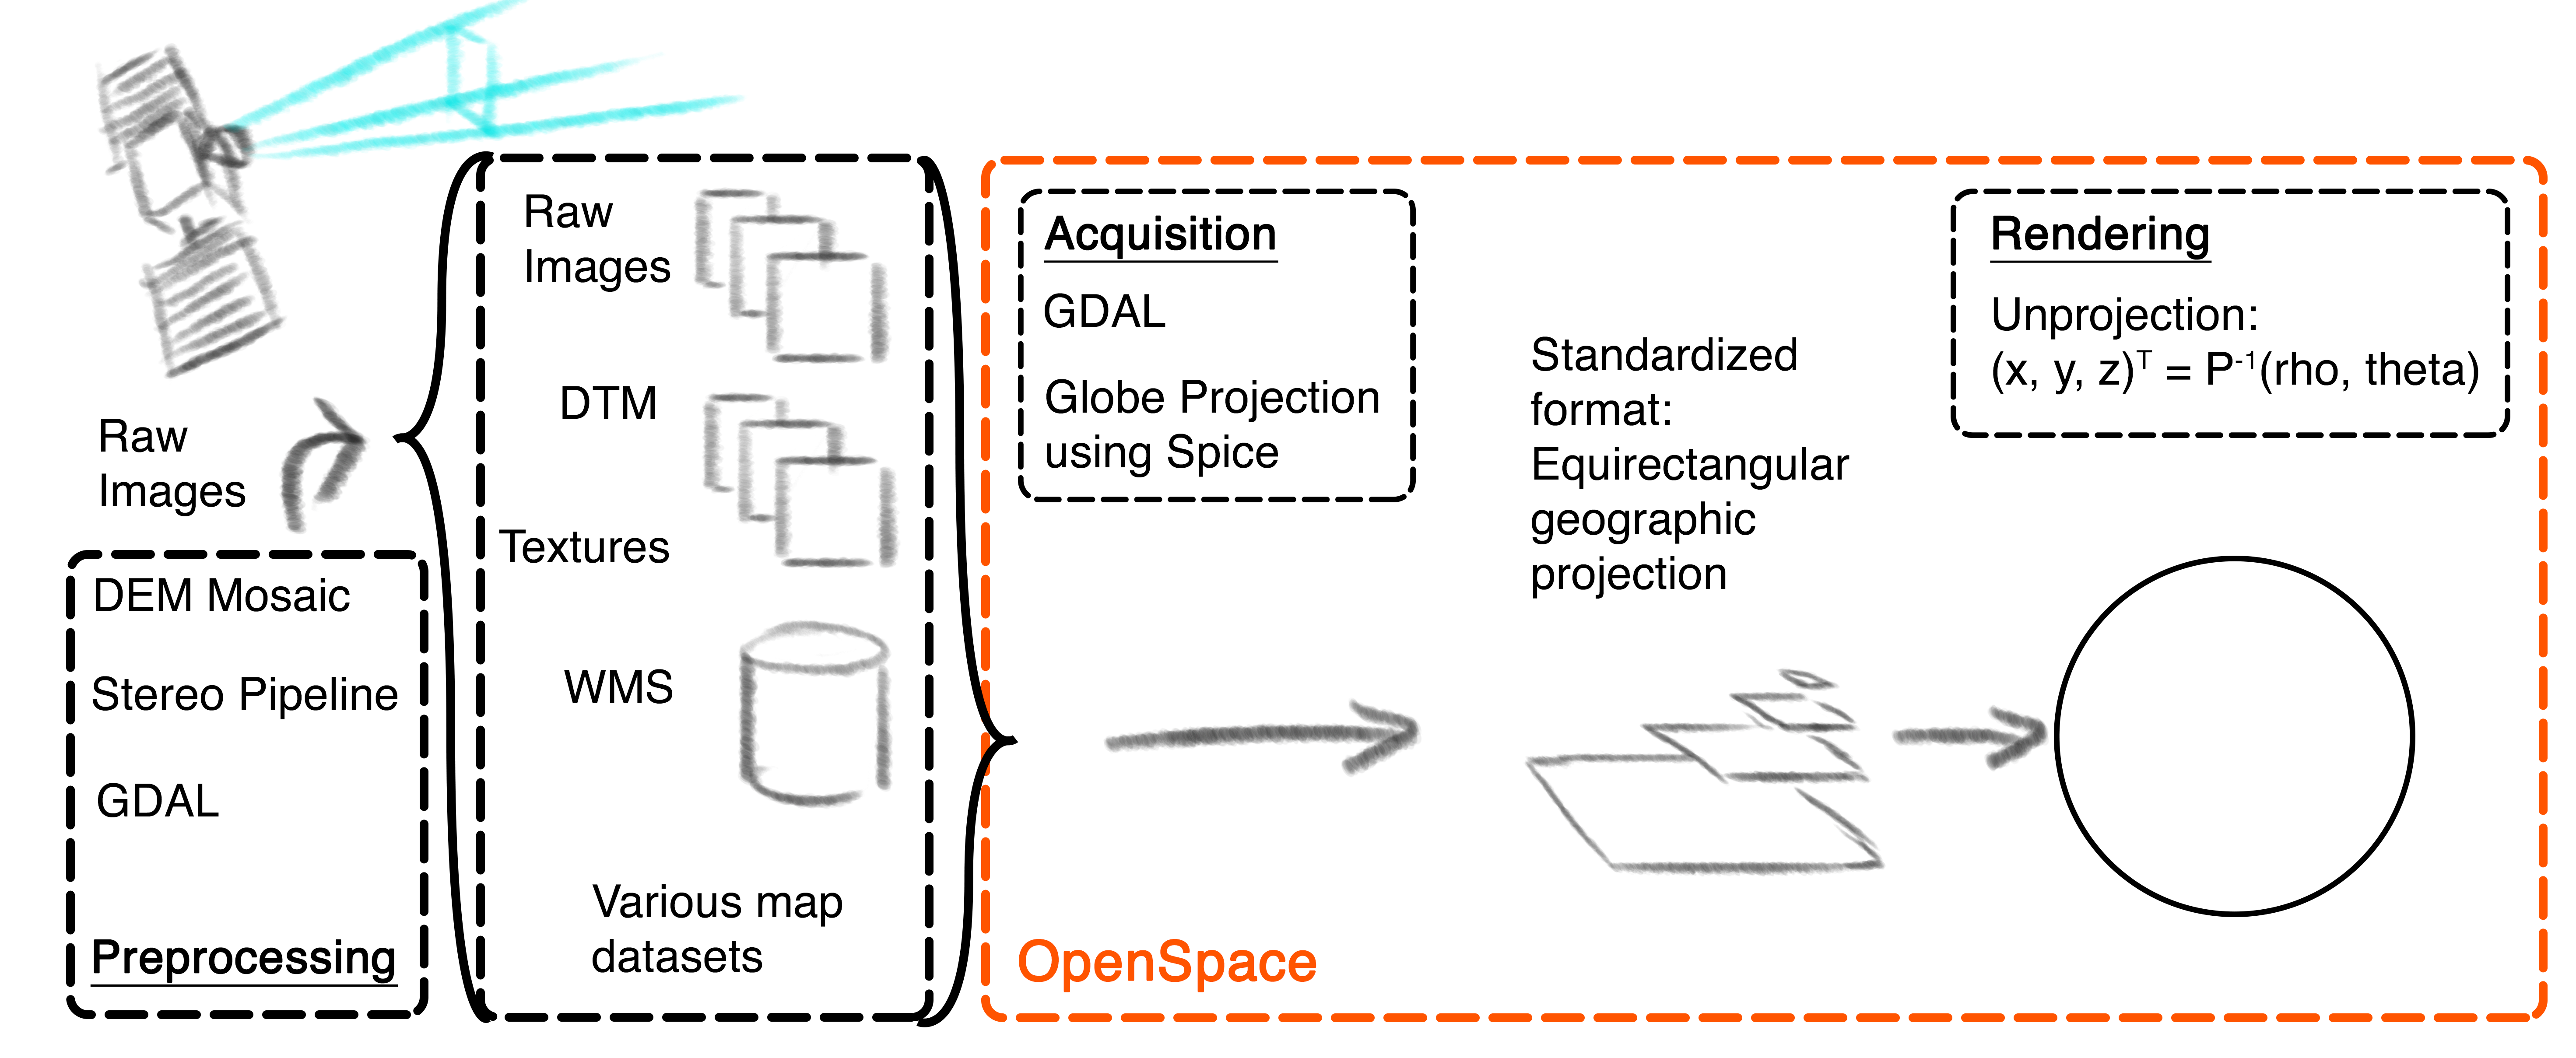 Raw
Images
DEM Mosaic
Stereo Pipeline
GDAL
Preprocessing
Raw
Images
DTM
Textures
WMS
Various map
datasets
Acquisition
GDAL
Globe Projection
using Spice
Standardized
format:
Equirectangular
geographic
projection
Rendering
Unprojection:
(x, y, z)ᵀ = P⁻¹(rho, theta)
OpenSpace